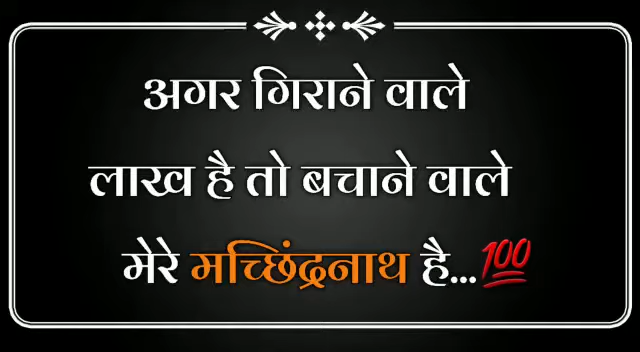 अगर गिराने वाले
लाख है तो बचाने वाले
मेरे मच्छिंद्रनाथ है...💯